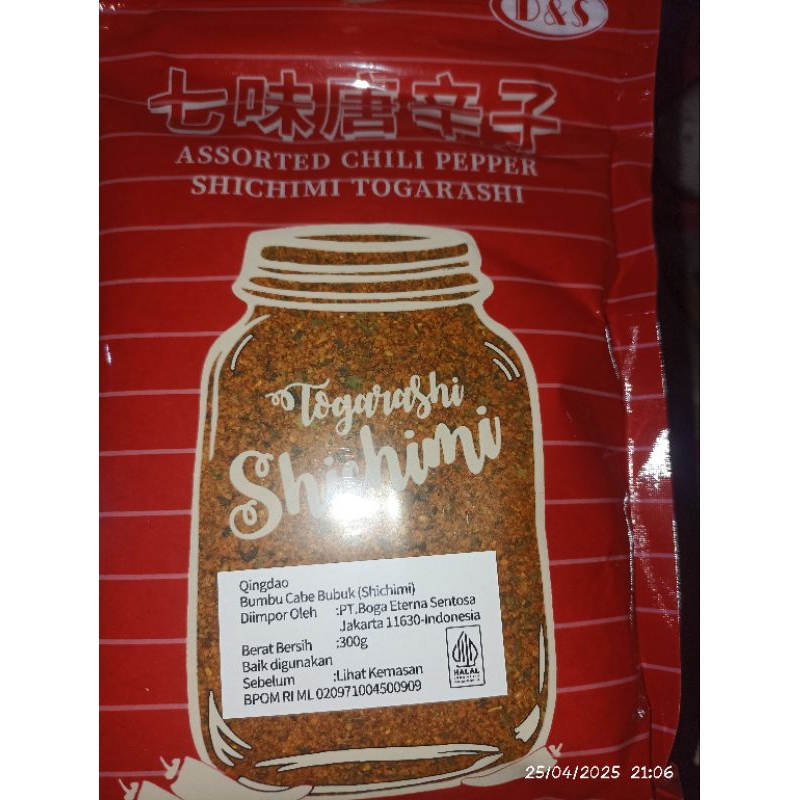 D&S
七味唐辛子
ASSORTED CHILI PEPPER
SHICHIMI TOGARASHI
Togarashi
Shichimi
Qingdao
Bumbu Cabe Bubuk (Shichimi)
Diimpor Oleh :PT.Boga Eterna Sentosa
Jakarta 11630-Indonesia
Berat Bersih :300g
Baik digunakan
Sebelum :Lihat Kemasan
BPOM RI ML 020971004500909
HALAL
INDONESIA
25/04/2025 21:06